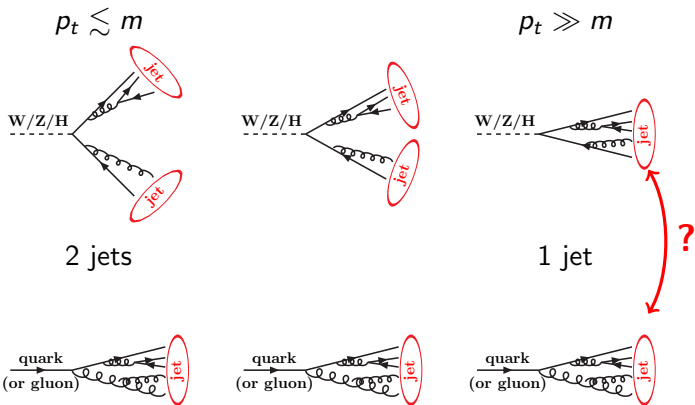 p_t ≲ m
p_t ≫ m
jet
W/Z/H
jet
W/Z/H
jet
jet
W/Z/H
jet
?
2 jets
1 jet
quark
(or gluon)
jet
quark
(or gluon)
jet
quark
(or gluon)
jet